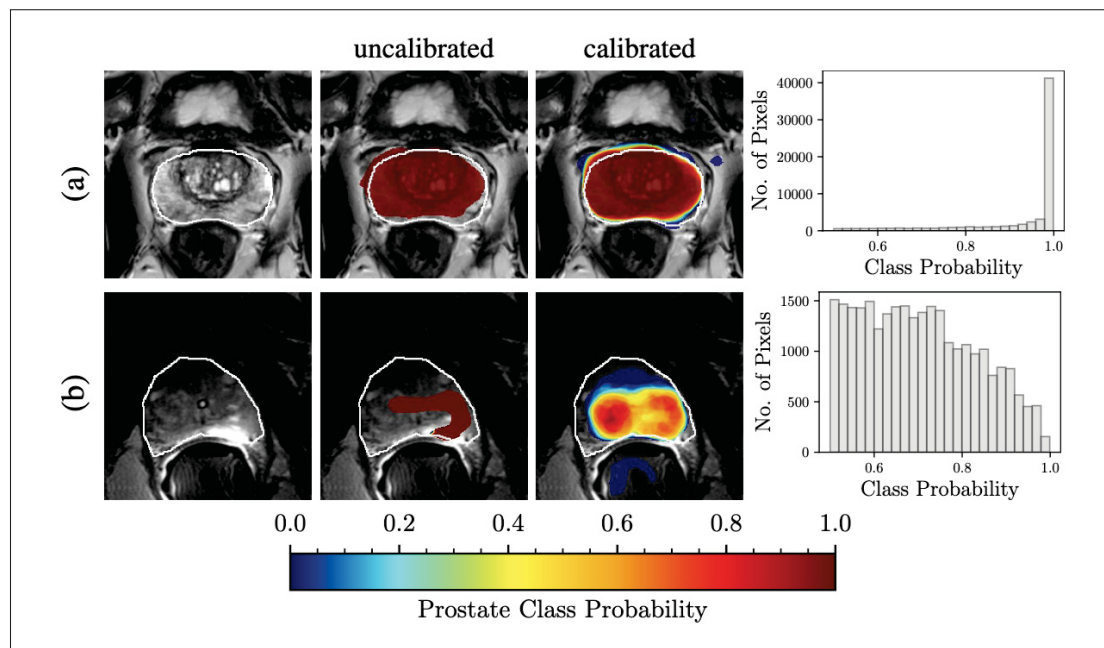 uncalibrated calibrated
(a)
No. of Pixels
40000
30000
20000
10000
0
0.6 0.8 1.0
Class Probability
(b)
No. of Pixels
1500
1000
500
0
0.6 0.8 1.0
Class Probability
0.0 0.2 0.4 0.6 0.8 1.0
Prostate Class Probability